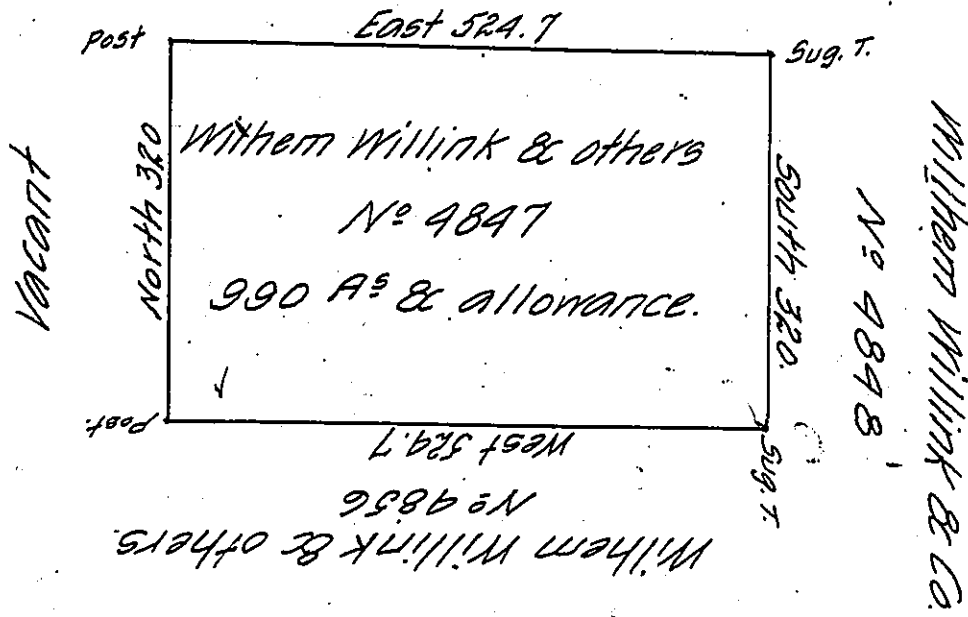 East 524.7
Post
Sug. T.
Vacant
North 320
Withem Willink & others
Nº 4847
990 Aˢ & allowance.
South 320.
Nº 4848
Wilhem Willink & Co.
Post.
Sug. T.
West 524.7
Nº 4856
Wilhem Willink & others.